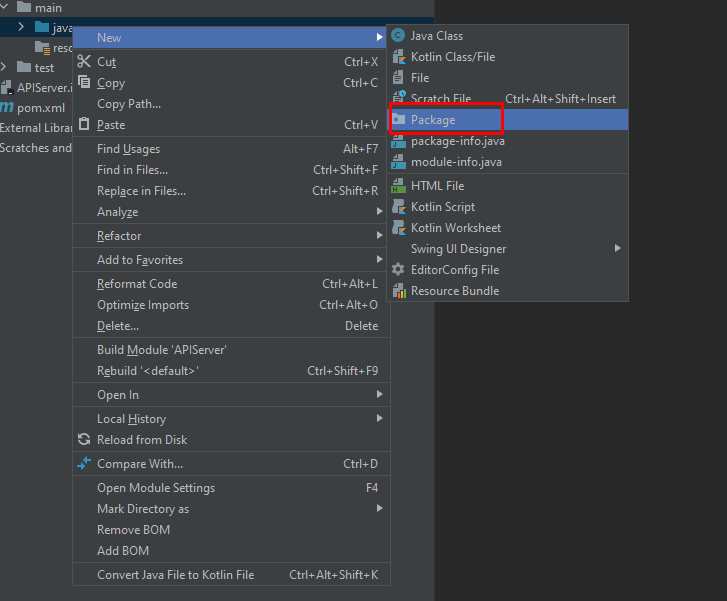 main
java
resc
test
APIServer.i
pom.xml
External Librar
Scratches and
New
Cut Ctrl+X
Copy Ctrl+C
Copy Path...
Paste Ctrl+V
Find Usages Alt+F7
Find in Files... Ctrl+Shift+F
Replace in Files... Ctrl+Shift+R
Analyze
Refactor
Add to Favorites
Reformat Code Ctrl+Alt+L
Optimize Imports Ctrl+Alt+O
Delete... Delete
Build Module 'APIServer'
Rebuild '<default>' Ctrl+Shift+F9
Open In
Local History
Reload from Disk
Compare With... Ctrl+D
Open Module Settings F4
Mark Directory as
Remove BOM
Add BOM
Convert Java File to Kotlin File Ctrl+Alt+Shift+K
Java Class
Kotlin Class/File
File
Scratch File Ctrl+Alt+Shift+Insert
Package
package-info.java
module-info.java
HTML File
Kotlin Script
Kotlin Worksheet
Swing UI Designer
EditorConfig File
Resource Bundle